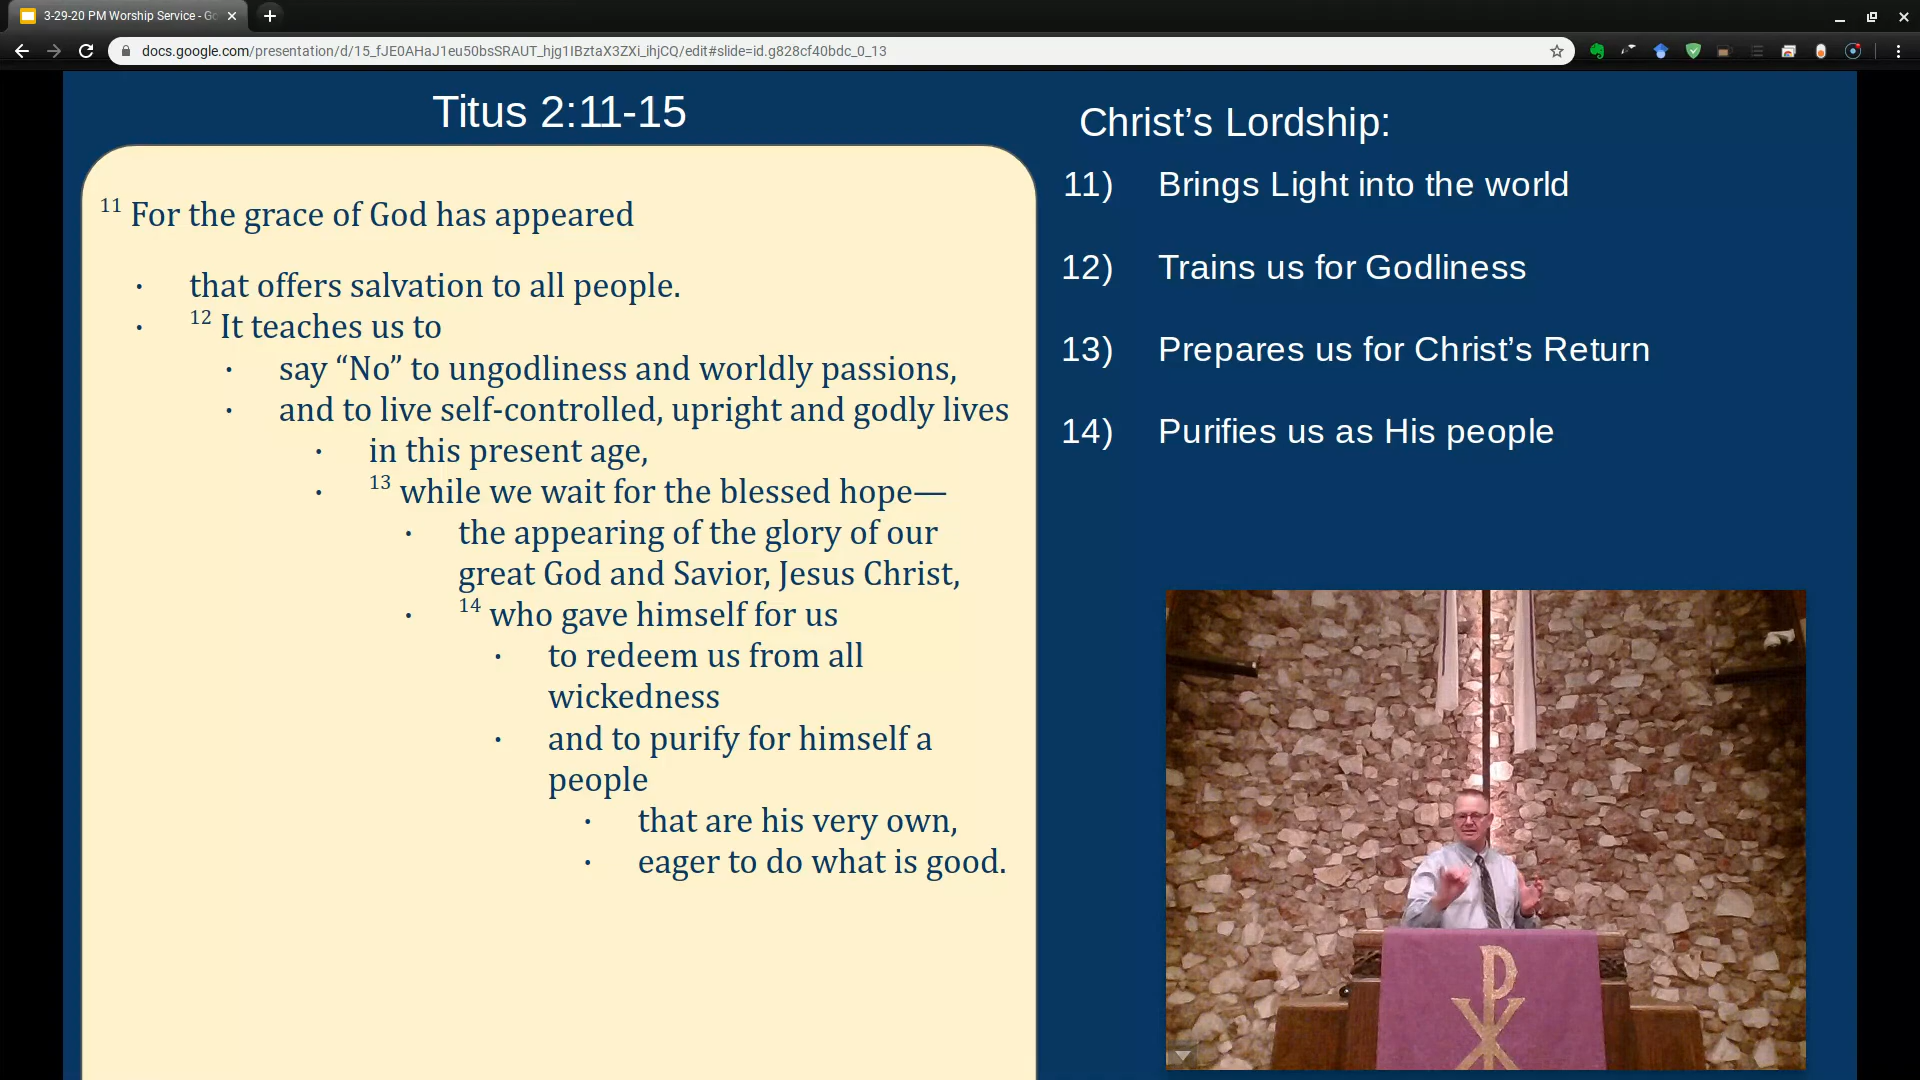 3-29-20 PM Worship Service - Go
docs.google.com/presentation/d/15_fJE0AHaJ1eu50bsSRAUT_hjg1IBztaX3ZXi_ihjCQ/edit#slide=id.g828cf40bdc_0_13
Titus 2:11-15
11 For the grace of God has appeared
· that offers salvation to all people.
· 12 It teaches us to
· say “No” to ungodliness and worldly passions,
· and to live self-controlled, upright and godly lives
· in this present age,
· 13 while we wait for the blessed hope—
· the appearing of the glory of our
great God and Savior, Jesus Christ,
· 14 who gave himself for us
· to redeem us from all
wickedness
· and to purify for himself a
people
· that are his very own,
· eager to do what is good.
Christ’s Lordship:
11) Brings Light into the world
12) Trains us for Godliness
13) Prepares us for Christ’s Return
14) Purifies us as His people